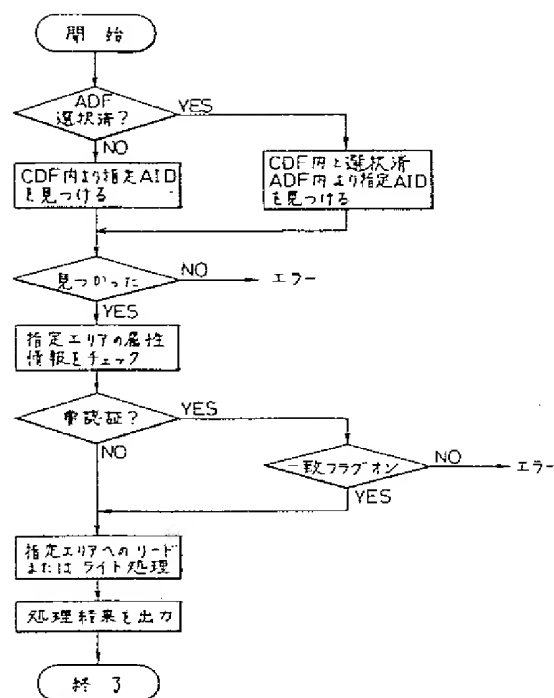 開始
ADF
選択済?
YES
NO
CDF内より指定AID
を見つける
CDF内と選択済
ADF内より指定AID
を見つける
見つかった
NO
エラー
YES
指定エリアの属性
情報をチェック
要認証?
YES
NO
一致フラグオン
NO
エラー
YES
指定エリアへのリード
またはライト処理
処理結果を出力
終了